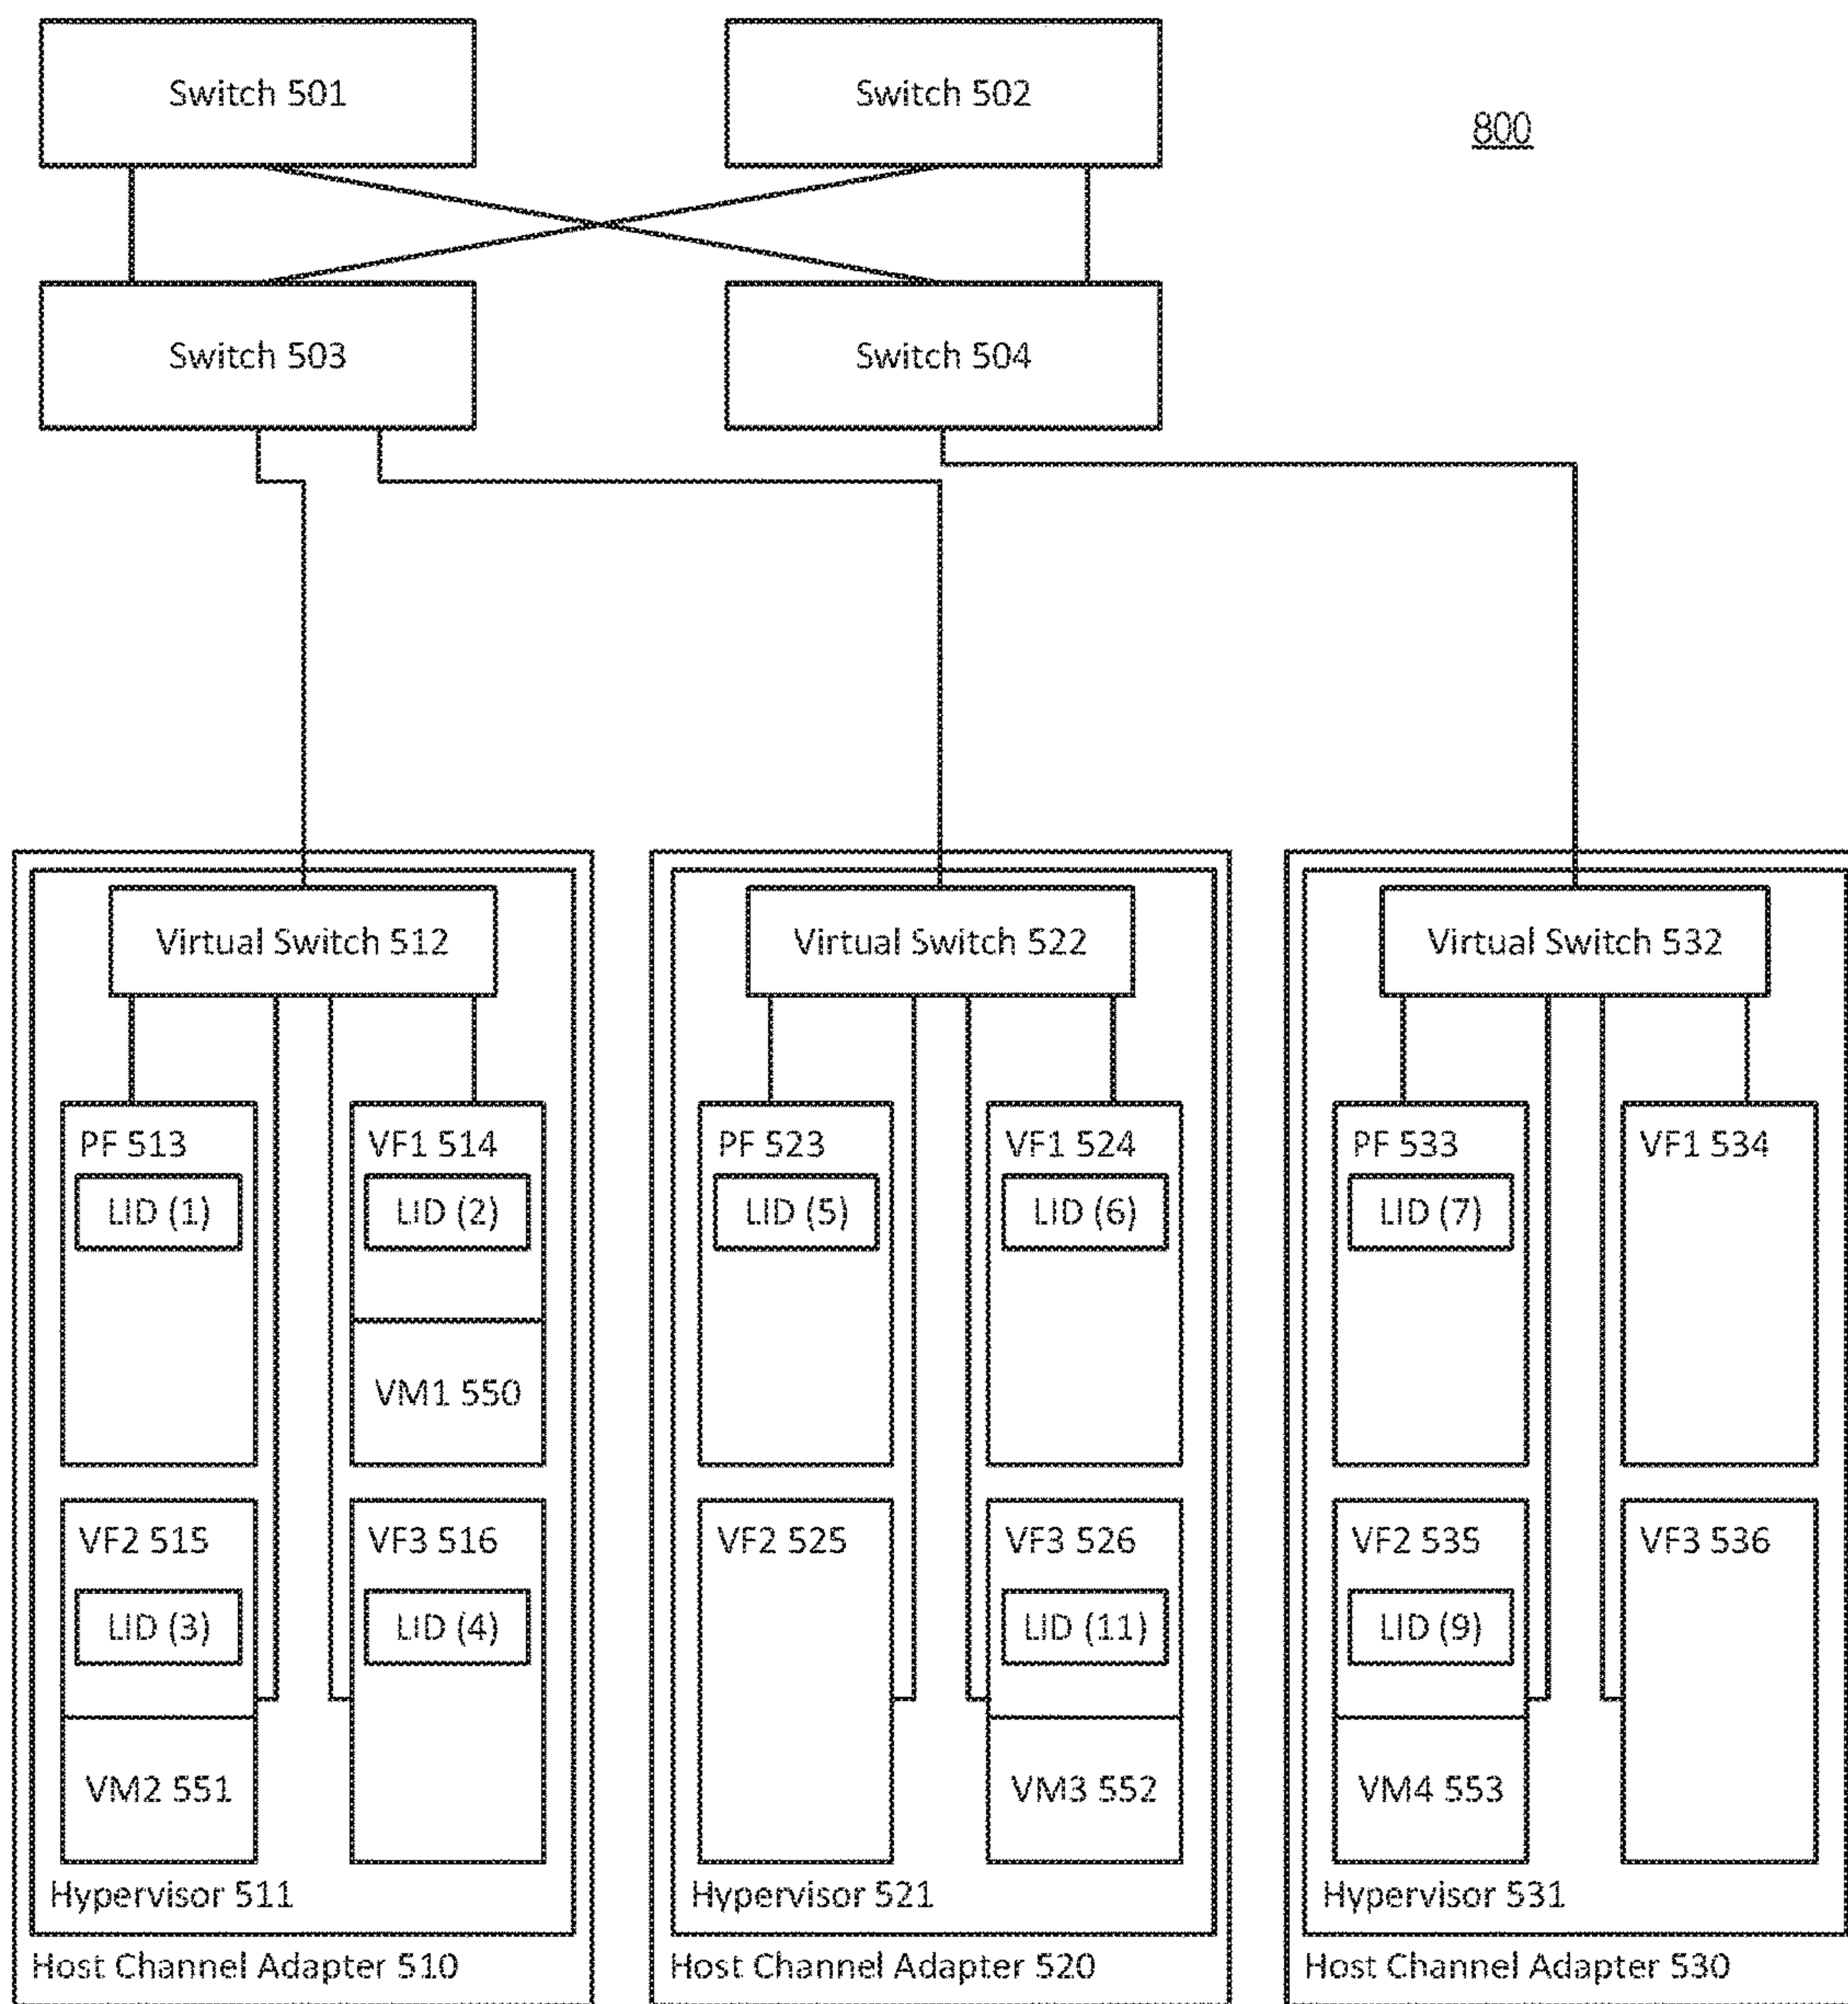 Switch 501
Switch 502
800
Switch 503
Switch 504
Virtual Switch 512
Virtual Switch 522
Virtual Switch 532
PF 513
LID (1)
VF1 514
LID (2)
VM1 550
VF2 515
LID (3)
VM2 551
VF3 516
LID (4)
Hypervisor 511
Host Channel Adapter 510
PF 523
LID (5)
VF1 524
LID (6)
VF2 525
VF3 526
LID (11)
VM3 552
Hypervisor 521
Host Channel Adapter 520
PF 533
LID (7)
VF1 534
VF2 535
LID (9)
VM4 553
VF3 536
Hypervisor 531
Host Channel Adapter 530